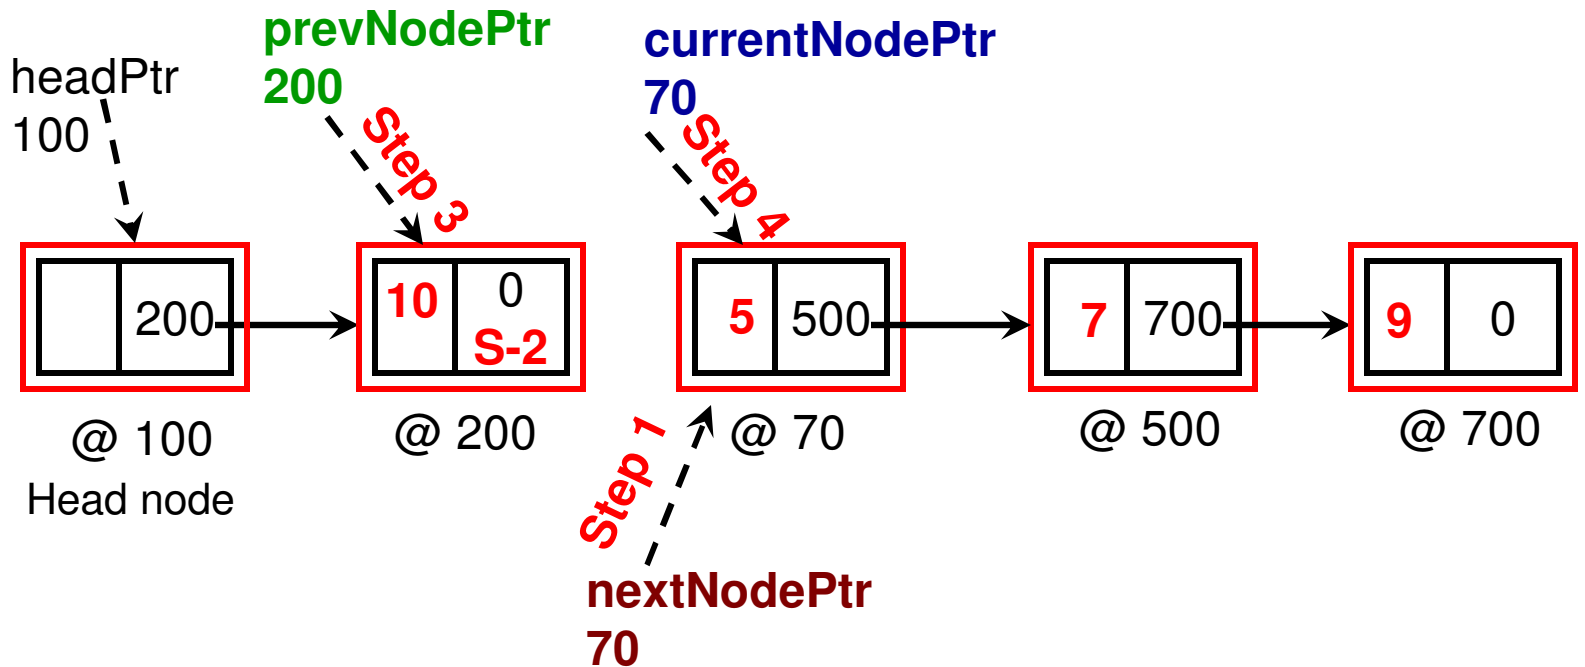 headPtr
100
prevNodePtr
200
currentNodePtr
70
Step 3
Step 4
200
10
0
S-2
5
500
7
700
9
0
@ 100
@ 200
@ 70
@ 500
@ 700
Head node
Step 1
nextNodePtr
70